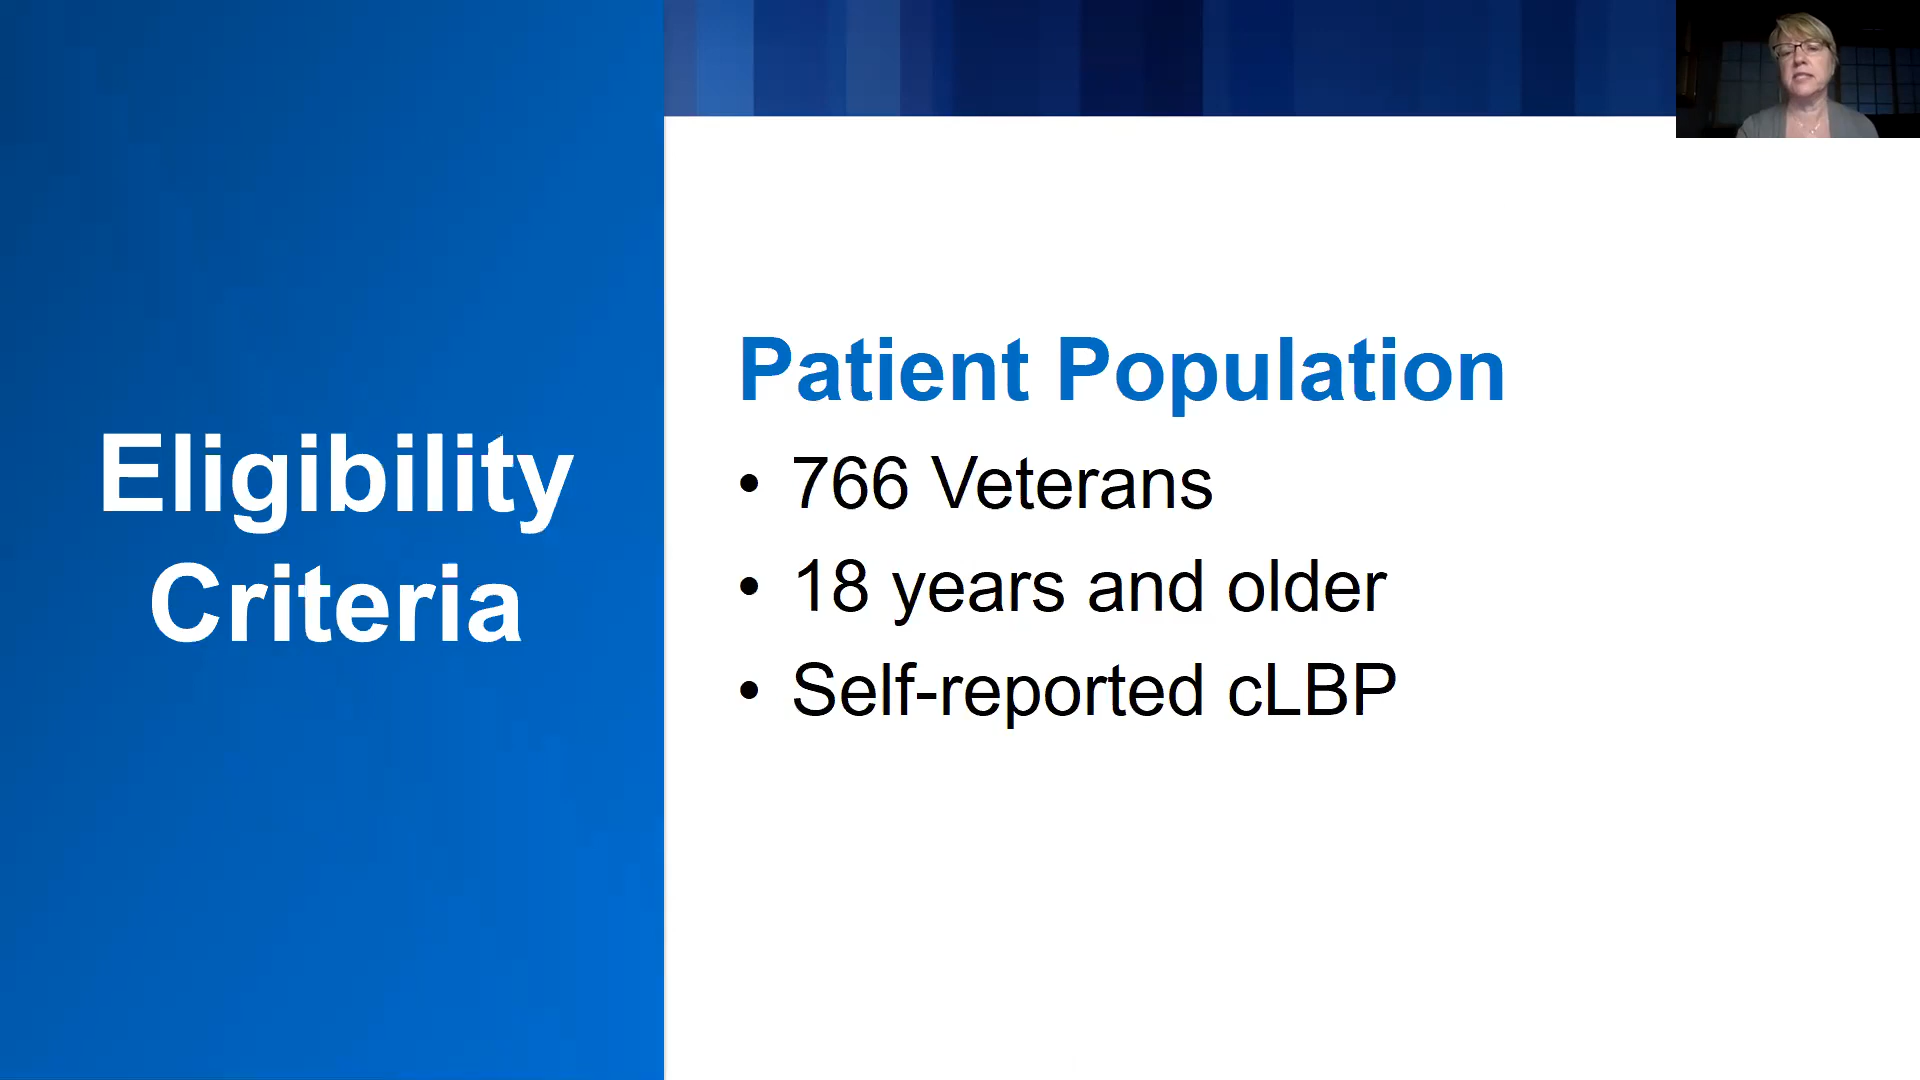 Eligibility
Criteria
Patient Population
• 766 Veterans
• 18 years and older
• Self-reported cLBP